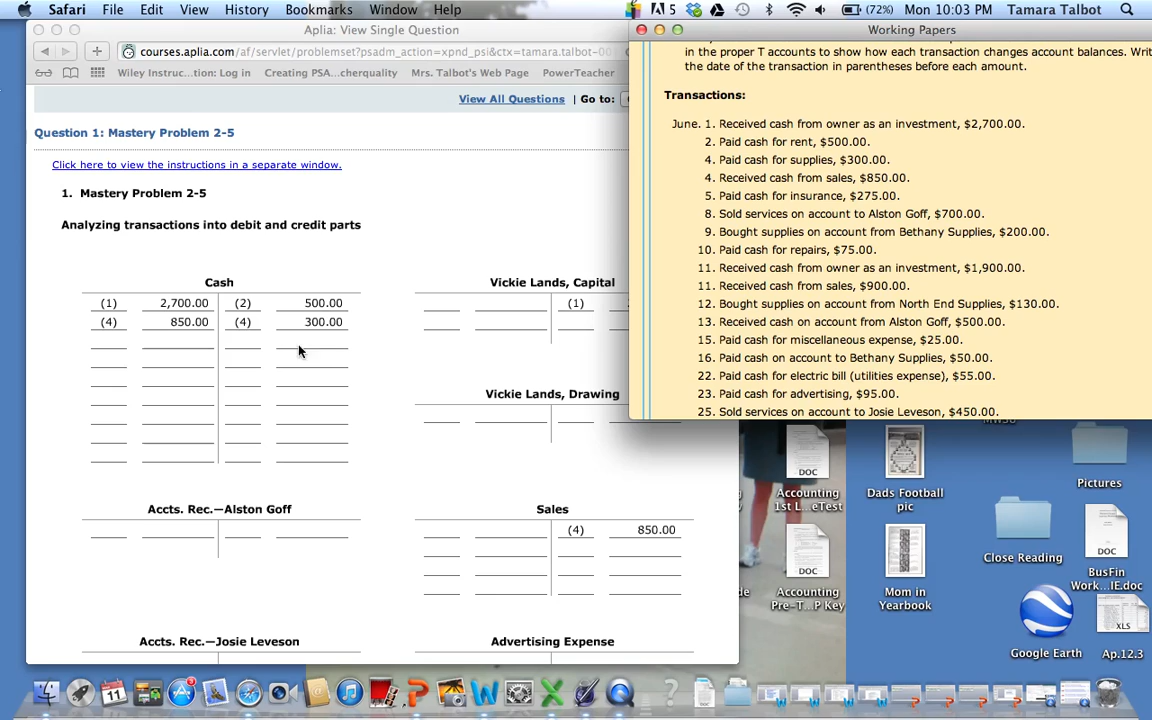 Safari File Edit View History Bookmarks Window Help
5 (72%) Mon 10:03 PM Tamara Talbot
Aplia: View Single Question
courses.aplia.com/af/servlet/problemset?psadm_action=xpnd_psi&ctx=tamara.talbot-00
Wiley Instruc...tion: Log in Creating PSA...cherquality Mrs. Talbot's Web Page PowerTeacher
View All Questions | Go to:
Question 1: Mastery Problem 2-5
Click here to view the instructions in a separate window.
1. Mastery Problem 2-5
Analyzing transactions into debit and credit parts
Cash
(1) 2,700.00 (2) 500.00
(4) 850.00 (4) 300.00
Vickie Lands, Capital
(1)
Vickie Lands, Drawing
Accts. Rec.—Alston Goff
Sales
(4) 850.00
Accts. Rec.—Josie Leveson
Advertising Expense
Working Papers
in the proper T accounts to show how each transaction changes account balances. Writ
the date of the transaction in parentheses before each amount.
Transactions:
June. 1. Received cash from owner as an investment, $2,700.00.
2. Paid cash for rent, $500.00.
4. Paid cash for supplies, $300.00.
4. Received cash from sales, $850.00.
5. Paid cash for insurance, $275.00.
8. Sold services on account to Alston Goff, $700.00.
9. Bought supplies on account from Bethany Supplies, $200.00.
10. Paid cash for repairs, $75.00.
11. Received cash from owner as an investment, $1,900.00.
11. Received cash from sales, $900.00.
12. Bought supplies on account from North End Supplies, $130.00.
13. Received cash on account from Alston Goff, $500.00.
15. Paid cash for miscellaneous expense, $25.00.
16. Paid cash on account to Bethany Supplies, $50.00.
22. Paid cash for electric bill (utilities expense), $55.00.
23. Paid cash for advertising, $95.00.
25. Sold services on account to Josie Leveson, $450.00.
DOC
Accounting
1st L...eTest
Dads Football
pic
Pictures
DOC
Accounting
Pre-T...P Key
Mom in
Yearbook
Close Reading
DOC
BusFin
Work...IE.doc
Google Earth
XLS
Ap.12.3